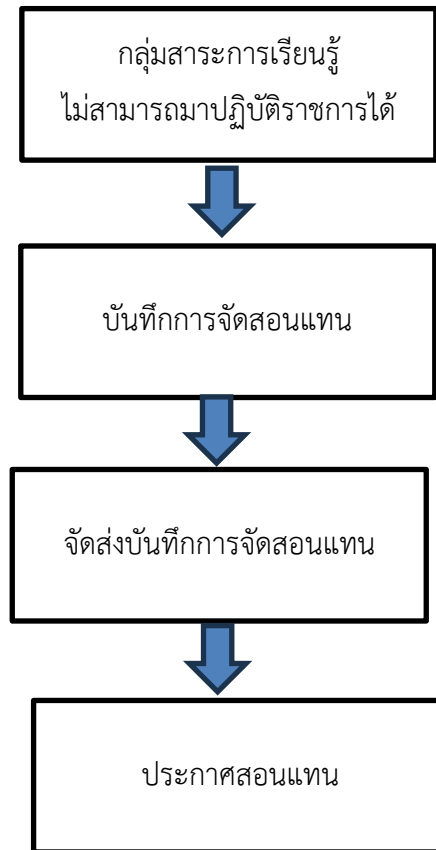 กลุ่มสาระการเรียนรู้
ไม่สามารถมาปฏิบัติราชการได้
บันทึกการจัดสอนแทน
จัดส่งบันทึกการจัดสอนแทน
ประกาศสอนแทน